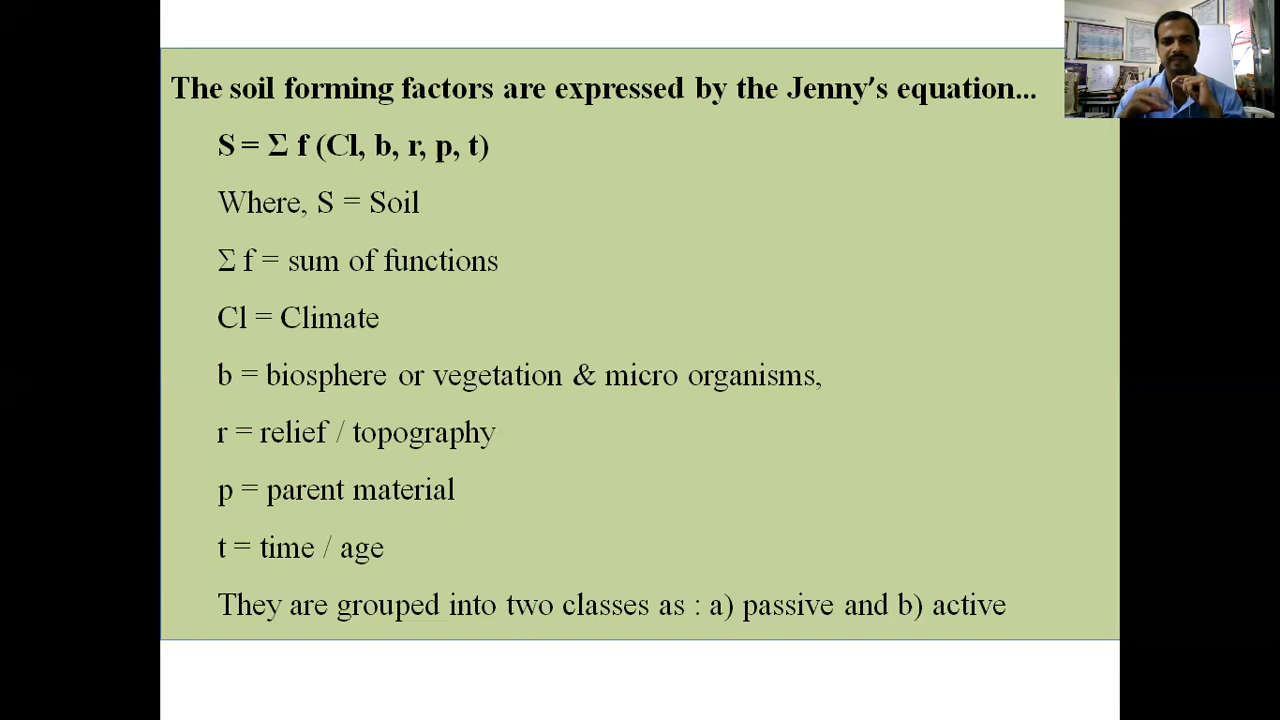 The soil forming factors are expressed by the Jenny's equation...
S = Σ f (Cl, b, r, p, t)
Where, S = Soil
Σ f = sum of functions
Cl = Climate
b = biosphere or vegetation & micro organisms,
r = relief / topography
p = parent material
t = time / age
They are grouped into two classes as : a) passive and b) active